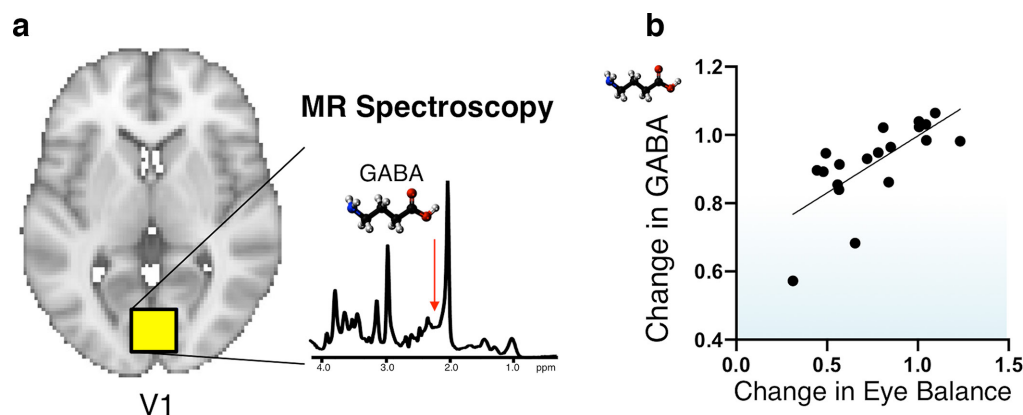 a
MR Spectroscopy
GABA
4.0 3.0 2.0 1.0 ppm
V1
b
Change in GABA
1.2
1.0
0.8
0.6
0.4
0.0 0.5 1.0 1.5
Change in Eye Balance